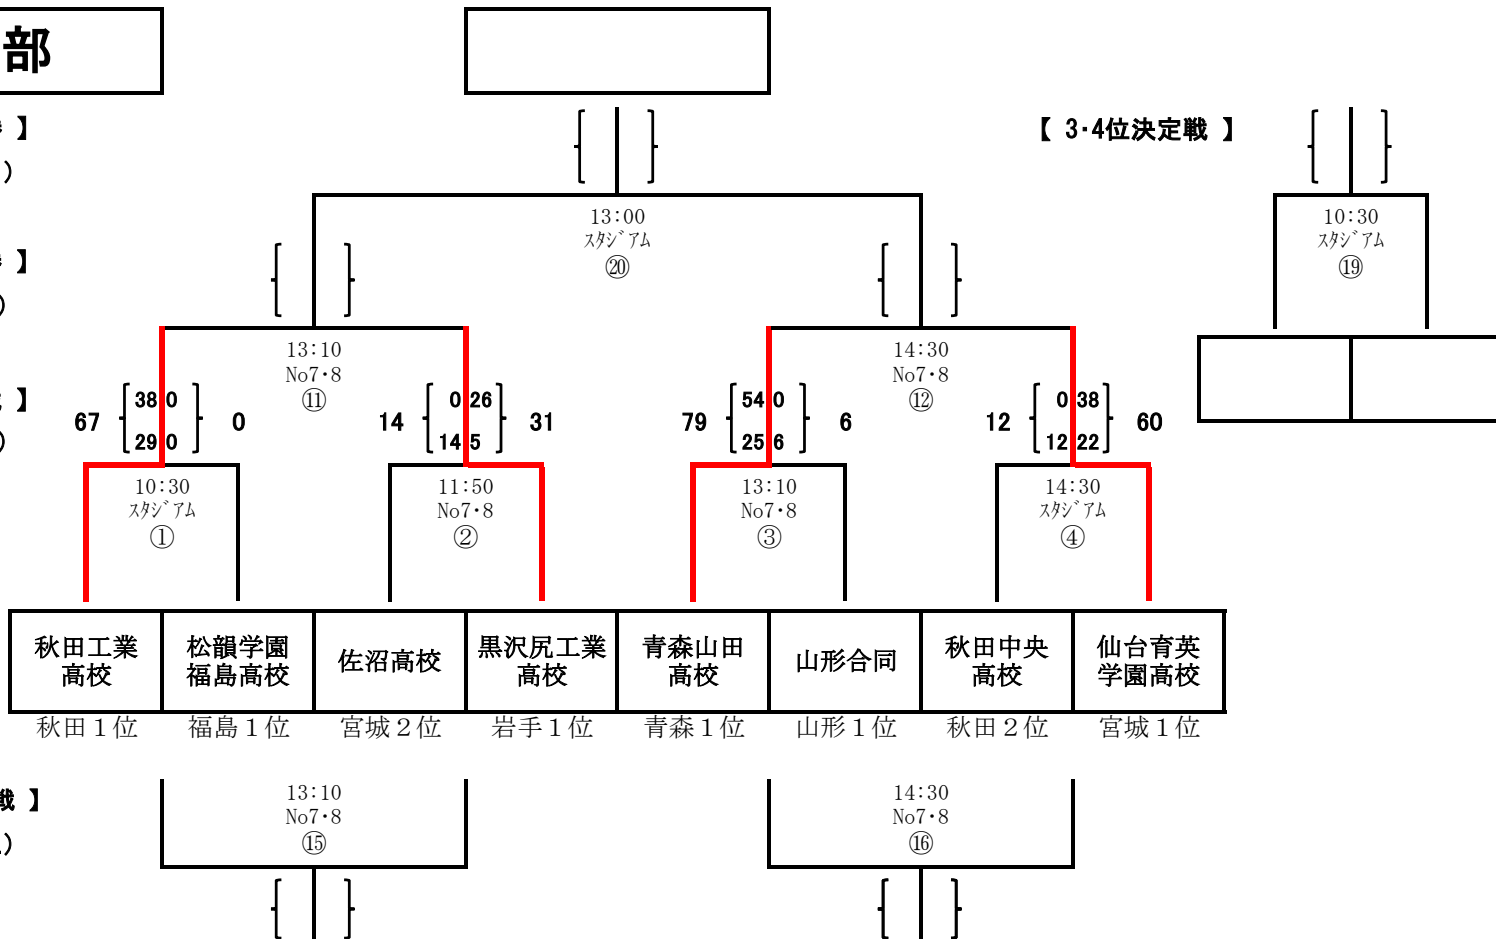 部
】
【 3･4位決定戦 】
)
13:00
ｽﾀｼﾞｱﾑ
⑳
10:30
ｽﾀｼﾞｱﾑ
⑲
】
)
13:10
No7･8
⑪
14:30
No7･8
⑫
】
)
67 38 0 0
29 0
14 0 26 31
14 5
79 54 0 6
25 6
12 0 38 60
12 22
10:30
ｽﾀｼﾞｱﾑ
①
11:50
No7･8
②
13:10
No7･8
③
14:30
ｽﾀｼﾞｱﾑ
④
秋田工業
高校
松韻学園
福島高校
佐沼高校
黒沢尻工業
高校
青森山田
高校
山形合同
秋田中央
高校
仙台育英
学園高校
秋田１位
福島１位
宮城２位
岩手１位
青森１位
山形１位
秋田２位
宮城１位
戦 】
)
13:10
No7･8
⑮
14:30
No7･8
⑯